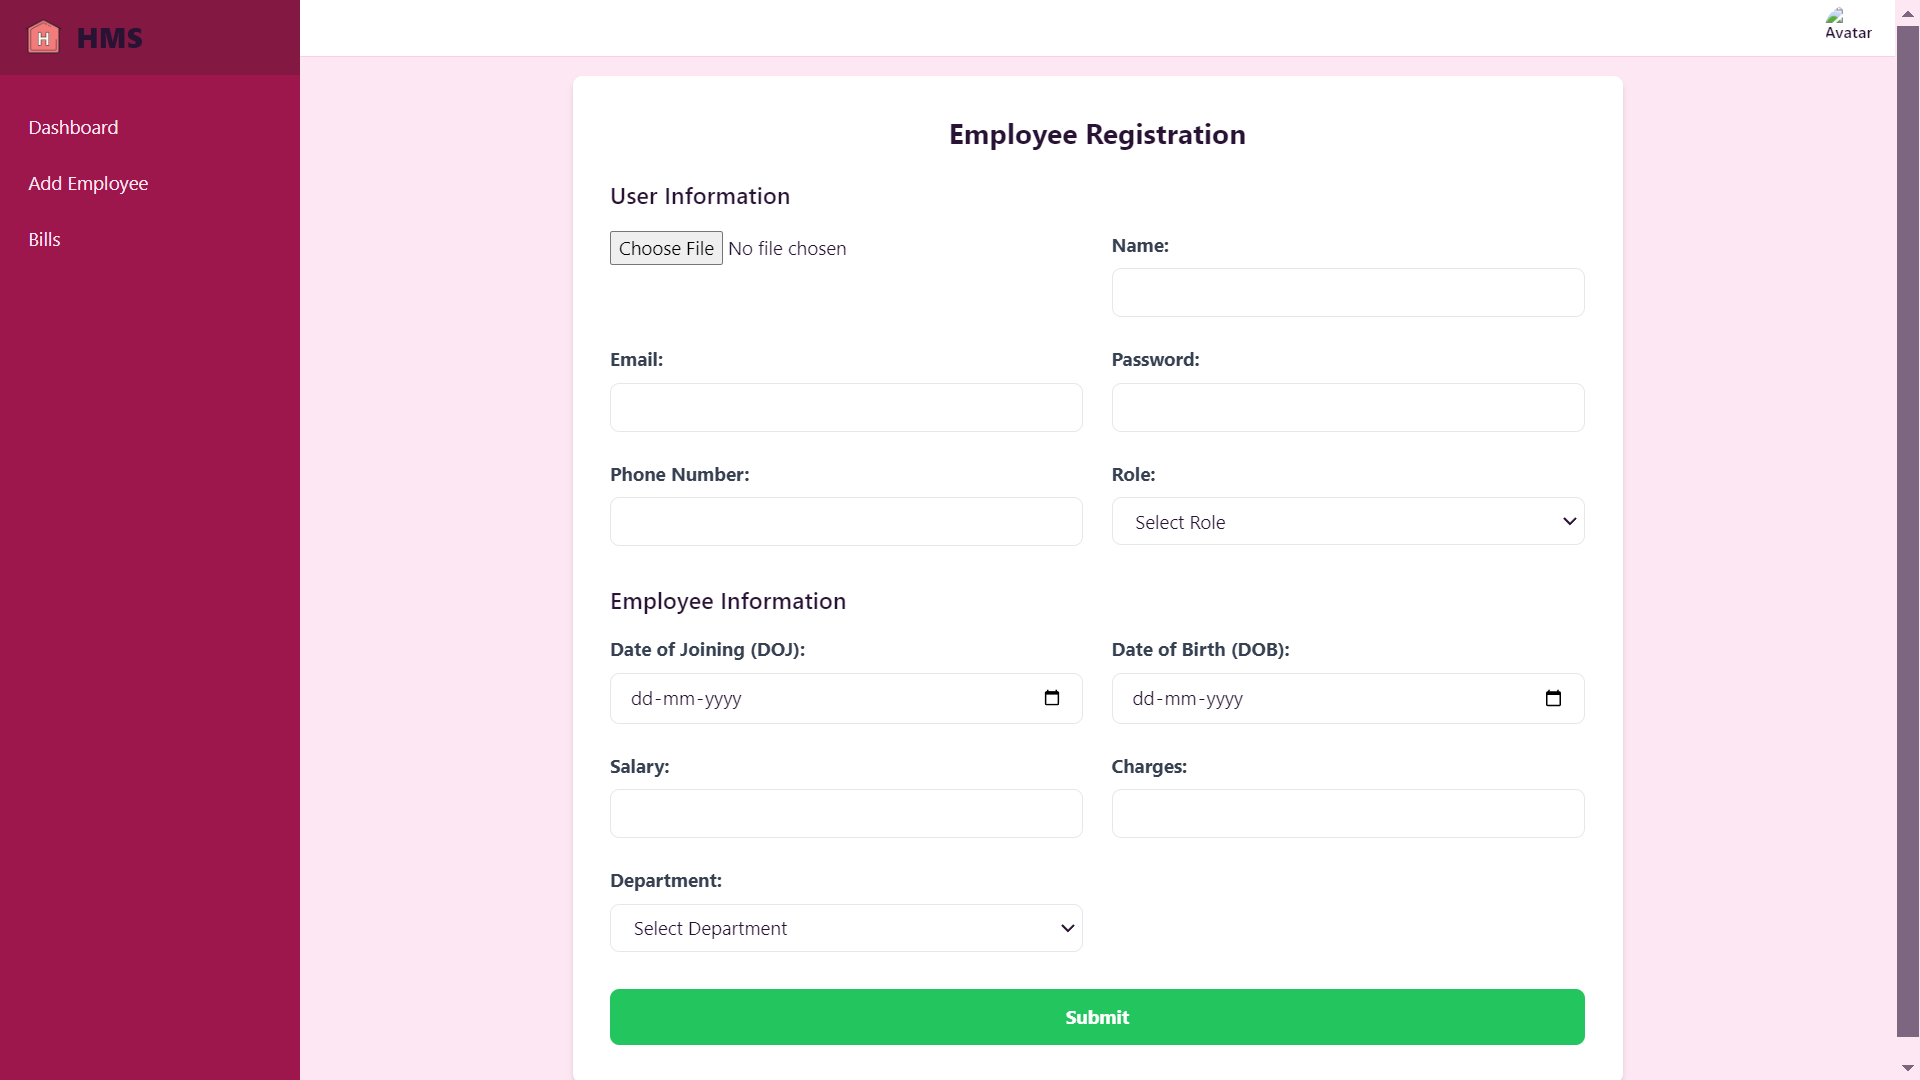 H HMS
Avatar
Dashboard
Add Employee
Bills
Employee Registration
User Information
Choose File No file chosen
Name:
Email:
Password:
Phone Number:
Role:
Select Role
Employee Information
Date of Joining (DOJ):
Date of Birth (DOB):
dd-mm-yyyy
dd-mm-yyyy
Salary:
Charges:
Department:
Select Department
Submit